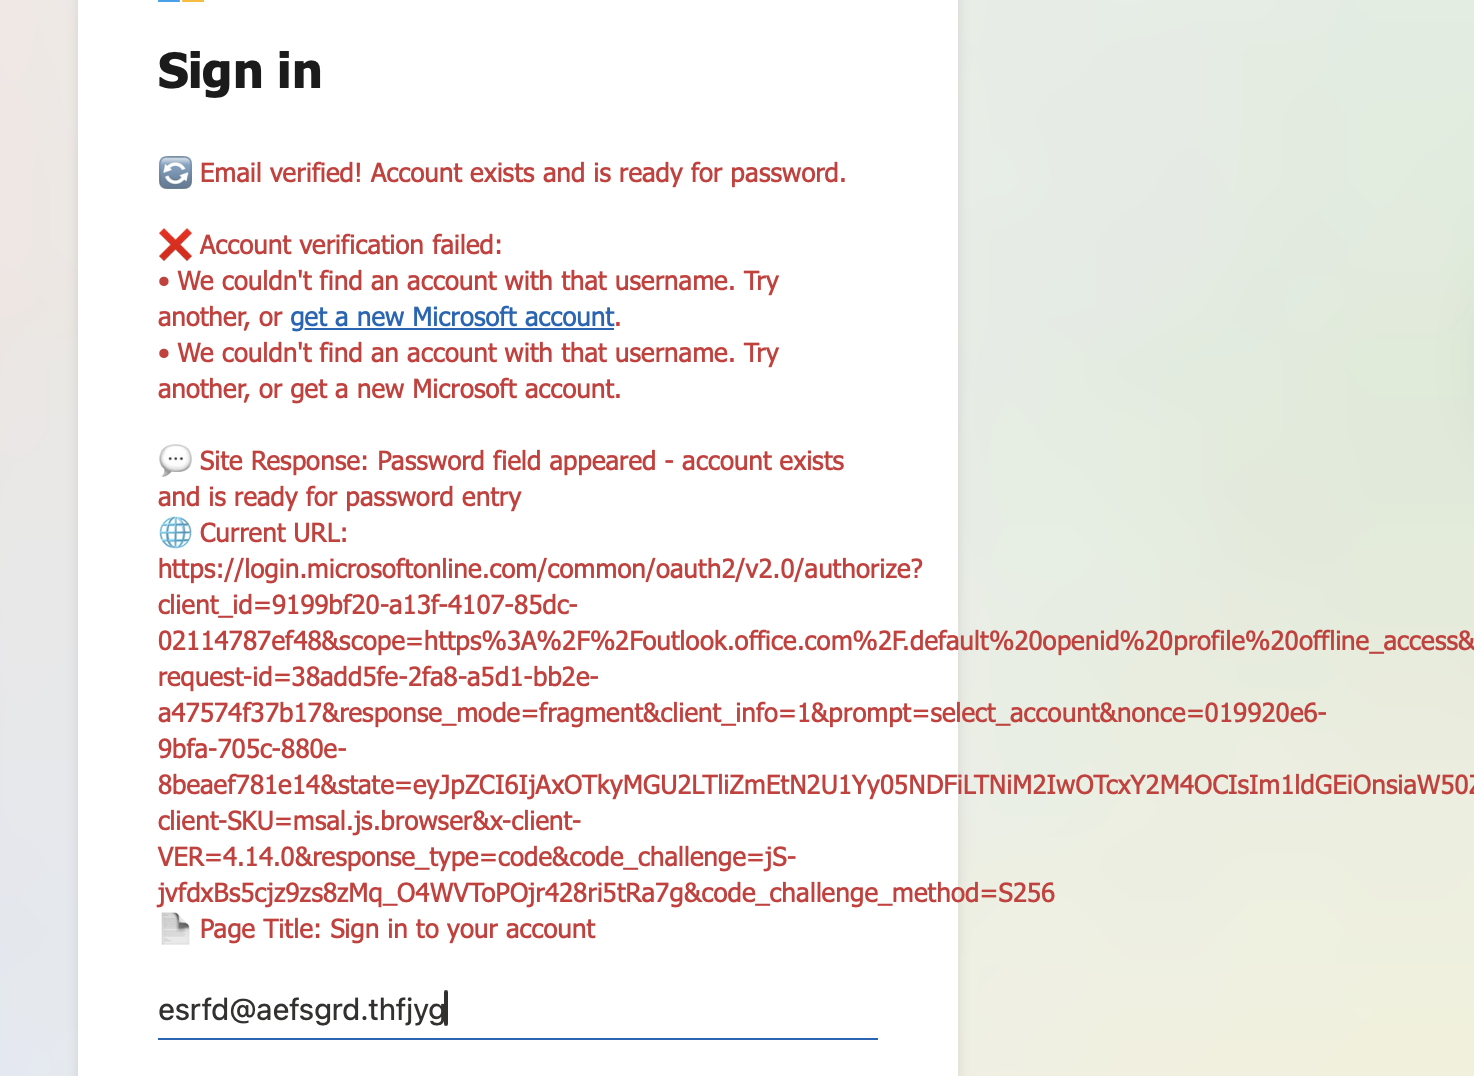 Sign in
🔄 Email verified! Account exists and is ready for password.
❌ Account verification failed:
• We couldn't find an account with that username. Try
another, or get a new Microsoft account.
• We couldn't find an account with that username. Try
another, or get a new Microsoft account.
💬 Site Response: Password field appeared - account exists
and is ready for password entry
🌐 Current URL:
https://login.microsoftonline.com/common/oauth2/v2.0/authorize?
client_id=9199bf20-a13f-4107-85dc-
02114787ef48&scope=https%3A%2F%2Foutlook.office.com%2F.default%20openid%20profile%20offline_access&
request-id=38add5fe-2fa8-a5d1-bb2e-
a47574f37b17&response_mode=fragment&client_info=1&prompt=select_account&nonce=019920e6-
9bfa-705c-880e-
8beaef781e14&state=eyJpZCI6IjAxOTkyMGU2LTliZmEtN2U1Yy05NDFiLTNiM2IwOTcxY2M4OCIsIm1ldGEiOnsiaW50Z
client-SKU=msal.js.browser&x-client-
VER=4.14.0&response_type=code&code_challenge=jS-
jvfdxBs5cjz9zs8zMq_O4WVToPOjr428ri5tRa7g&code_challenge_method=S256
📄 Page Title: Sign in to your account
esrfd@aefsgrd.thfjyg